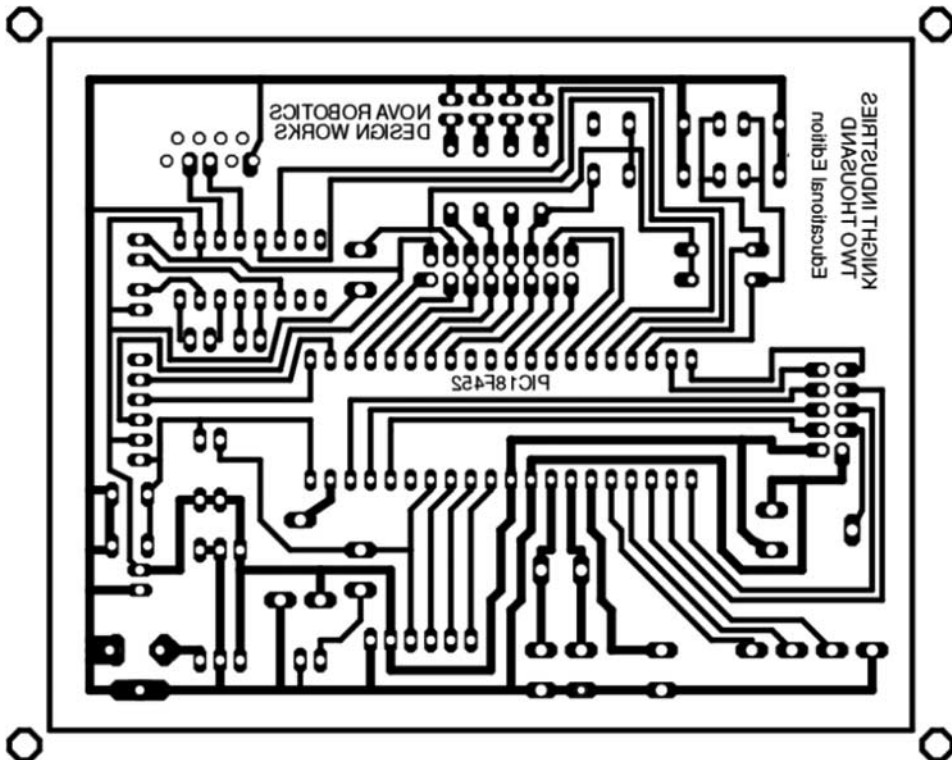 NOVA ROBOTICS
DESIGN WORKS
KNIGHT INDUSTRIES
TWO THOUSAND
Educational Edition
PIC18F452